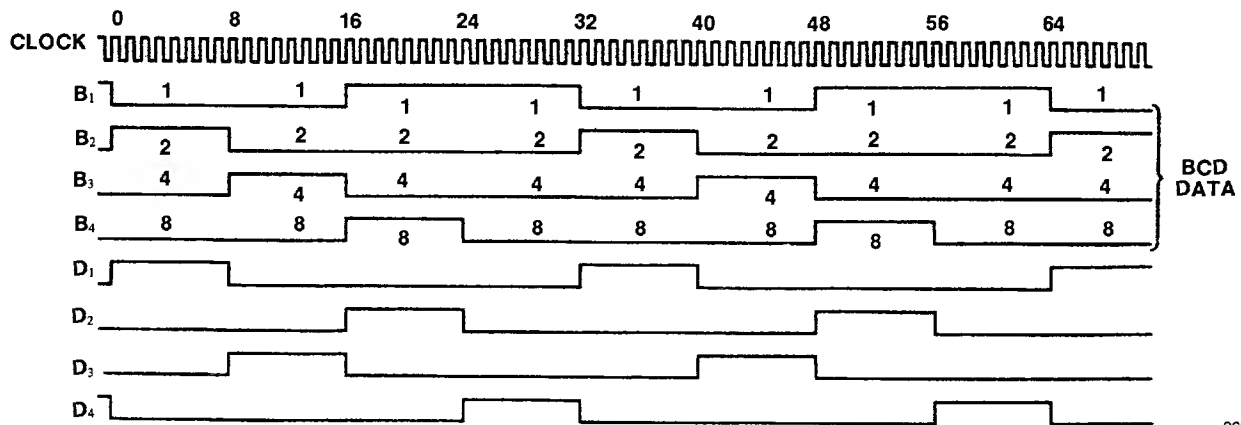 0 8 16 24 32 40 48 56 64
CLOCK
B₁ 1 1 1 1 1 1 1 1 1
B₂ 2 2 2 2 2 2 2 2 2
B₃ 4 4 4 4 4 4 4 4 4
B₄ 8 8 8 8 8 8 8 8 8
BCD
DATA
D₁
D₂
D₃
D₄